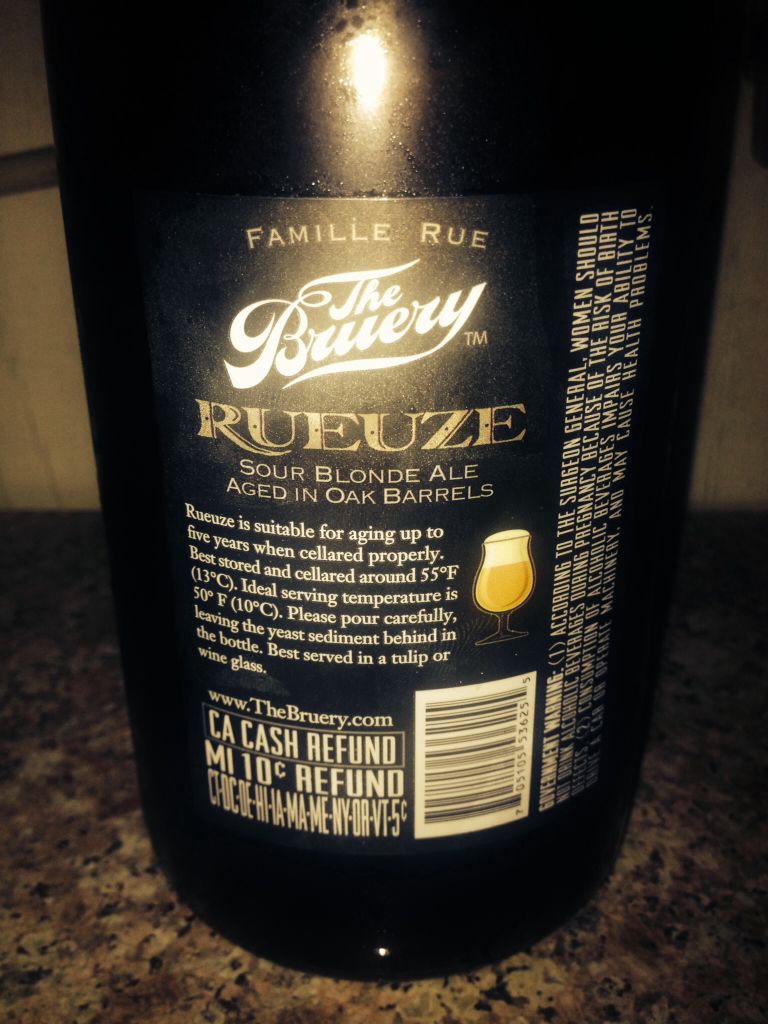 FAMILLE RUE
The
Bruery TM
RUEUZE
SOUR BLONDE ALE
AGED IN OAK BARRELS
Rueuze is suitable for aging up to
five years when cellared properly.
Best stored and cellared around 55°F
(13°C). Ideal serving temperature is
50° F (10°C). Please pour carefully,
leaving the yeast sediment behind in
the bottle. Best served in a tulip or
wine glass.
www.TheBruery.com
CA CASH REFUND
MI 10¢ REFUND
CT-DC-DE-HI-IA-MA-ME-NY-OR-VT-5¢
7 05105 53625 5
GOVERNMENT WARNING: (1) ACCORDING TO THE SURGEON GENERAL, WOMEN SHOULD
NOT DRINK ALCOHOLIC BEVERAGES DURING PREGNANCY BECAUSE OF THE RISK OF BIRTH
DEFECTS. (2) CONSUMPTION OF ALCOHOLIC BEVERAGES IMPAIRS YOUR ABILITY TO
DRIVE A CAR OR OPERATE MACHINERY, AND MAY CAUSE HEALTH PROBLEMS.